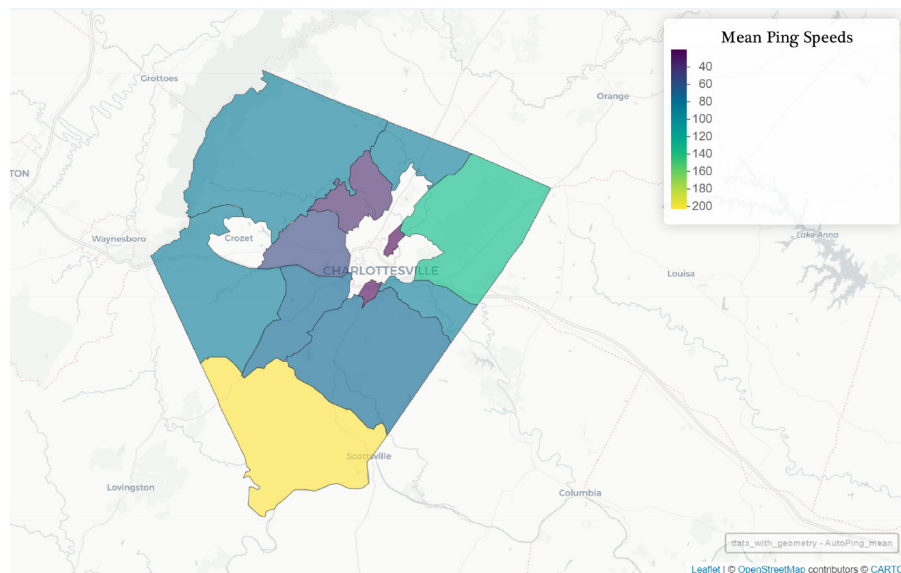 Mean Ping Speeds
40
60
80
100
120
140
160
180
200
Grottoes
Orange
TON
Waynesboro
Crozet
Lake Anna
CHARLOTTESVILLE
Louisa
Scottsville
Lovingston
Columbia
data_with_geometry - AutoPing_mean
Leaflet | © OpenStreetMap contributors © CARTO